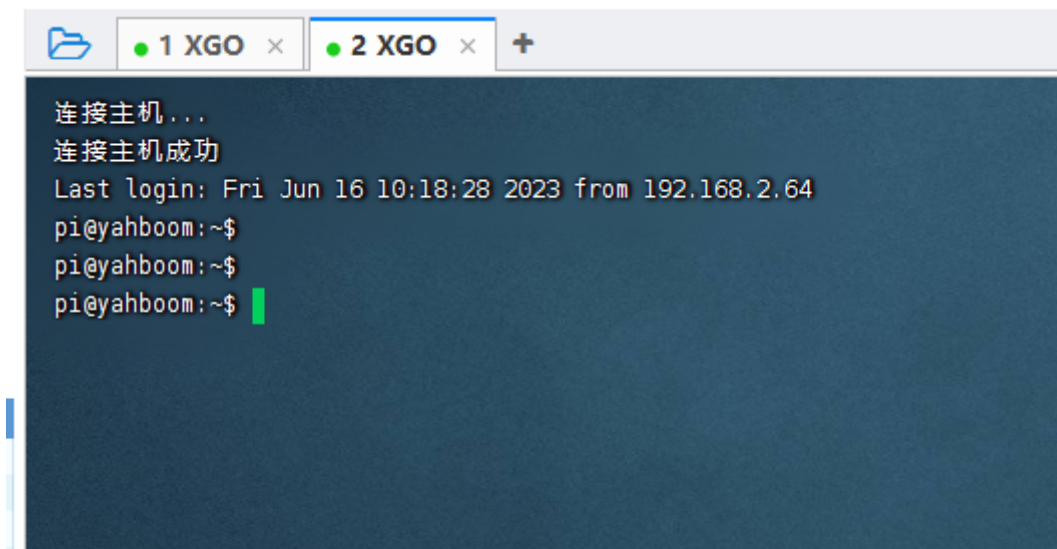 1 XGO × 2 XGO × +
连接主机...
连接主机成功
Last login: Fri Jun 16 10:18:28 2023 from 192.168.2.64
pi@yahboom:~$
pi@yahboom:~$
pi@yahboom:~$